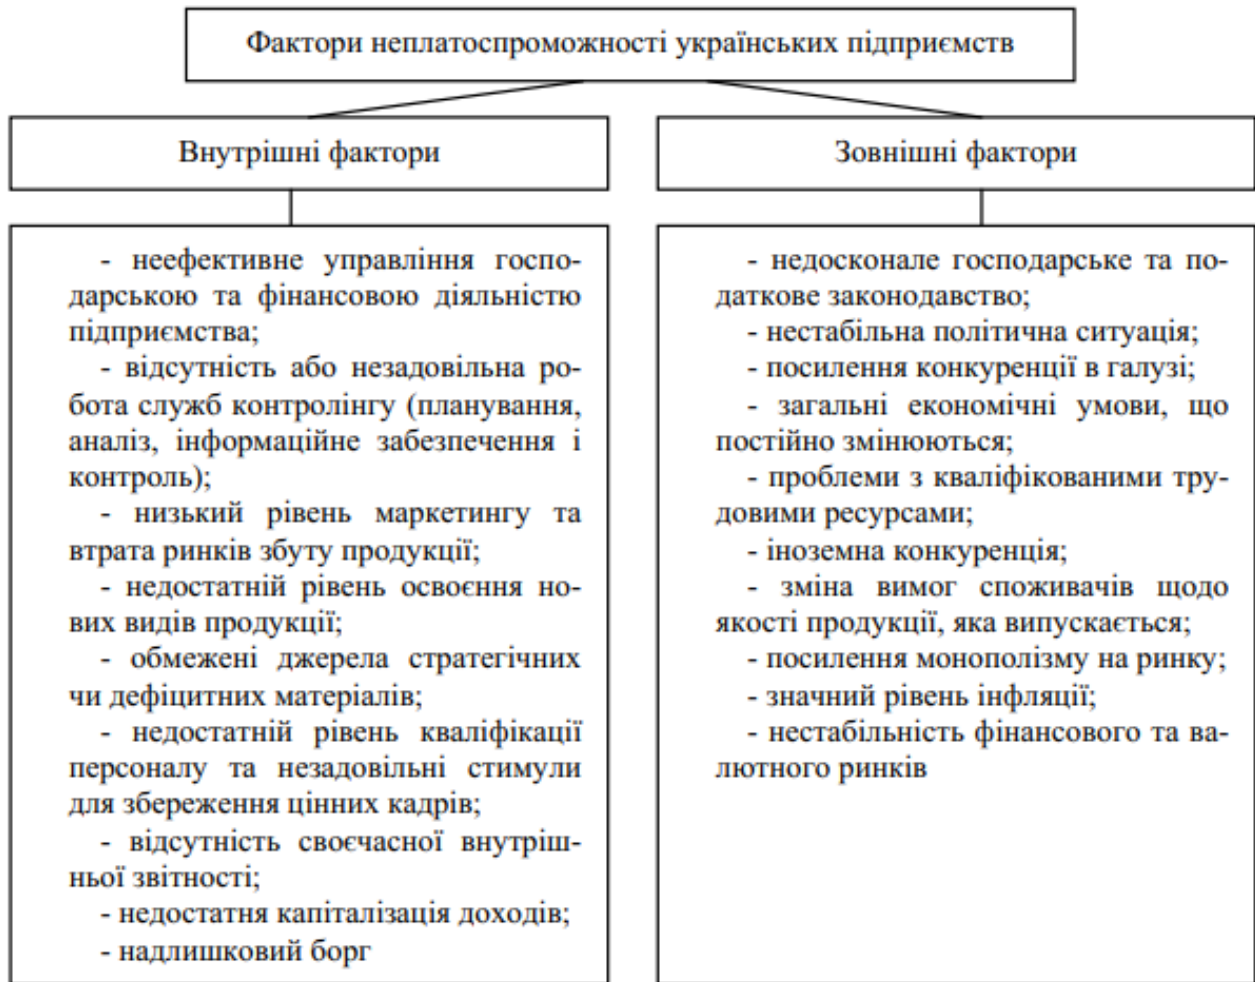 Фактори неплатоспроможності українських підприємств
Внутрішні фактори
- неефективне управління госпо-
дарською та фінансовою діяльністю
підприємства;
- відсутність або незадовільна ро-
бота служб контролінгу (планування,
аналіз, інформаційне забезпечення і
контроль);
- низький рівень маркетингу та
втрата ринків збуту продукції;
- недостатній рівень освоєння но-
вих видів продукції;
- обмежені джерела стратегічних
чи дефіцитних матеріалів;
- недостатній рівень кваліфікації
персоналу та незадовільні стимули
для збереження цінних кадрів;
- відсутність своєчасної внутріш-
ньої звітності;
- недостатня капіталізація доходів;
- надлишковий борг
Зовнішні фактори
- недосконале господарське та по-
даткове законодавство;
- нестабільна політична ситуація;
- посилення конкуренції в галузі;
- загальні економічні умови, що
постійно змінюються;
- проблеми з кваліфікованими тру-
довими ресурсами;
- іноземна конкуренція;
- зміна вимог споживачів щодо
якості продукції, яка випускається;
- посилення монополізму на ринку;
- значний рівень інфляції;
- нестабільність фінансового та ва-
лютного ринків